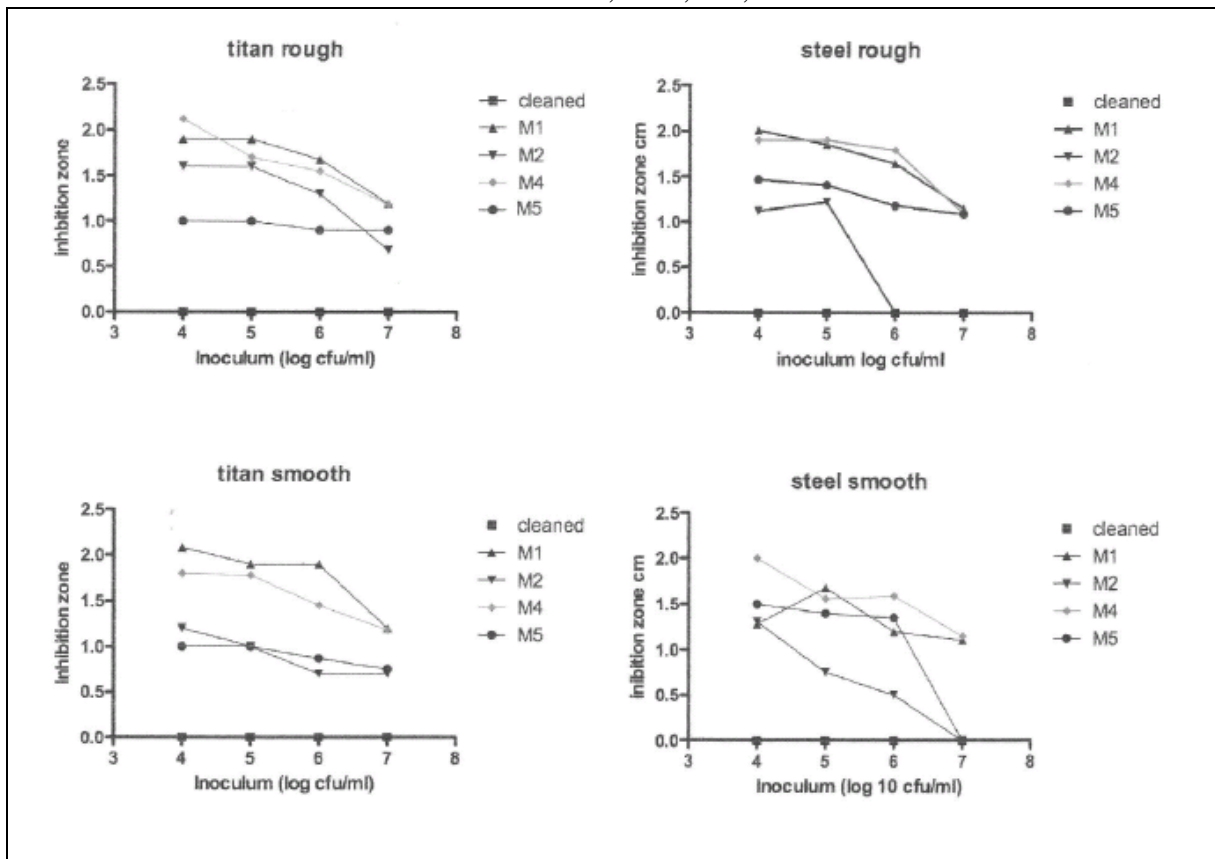 titan rough
2.5
2.0
1.5
1.0
0.5
0.0
inhbition zone
3 4 5 6 7 8
Inoculum (log cfu/ml)
cleaned
M1
M2
M4
M5
steel rough
2.5
2.0
1.5
1.0
0.5
0.0
inhibition zone cm
3 4 5 6 7 8
inoculum log cfu/ml
cleaned
M1
M2
M4
M5
titan smooth
2.5
2.0
1.5
1.0
0.5
0.0
Inhibition zone
3 4 5 6 7 8
Inoculum (log cfu/ml)
cleaned
M1
M2
M4
M5
steel smooth
2.5
2.0
1.5
1.0
0.5
0.0
inibition zone cm
3 4 5 6 7 8
Inoculum (log 10 cfu/ml)
cleaned
M1
M2
M4
M5